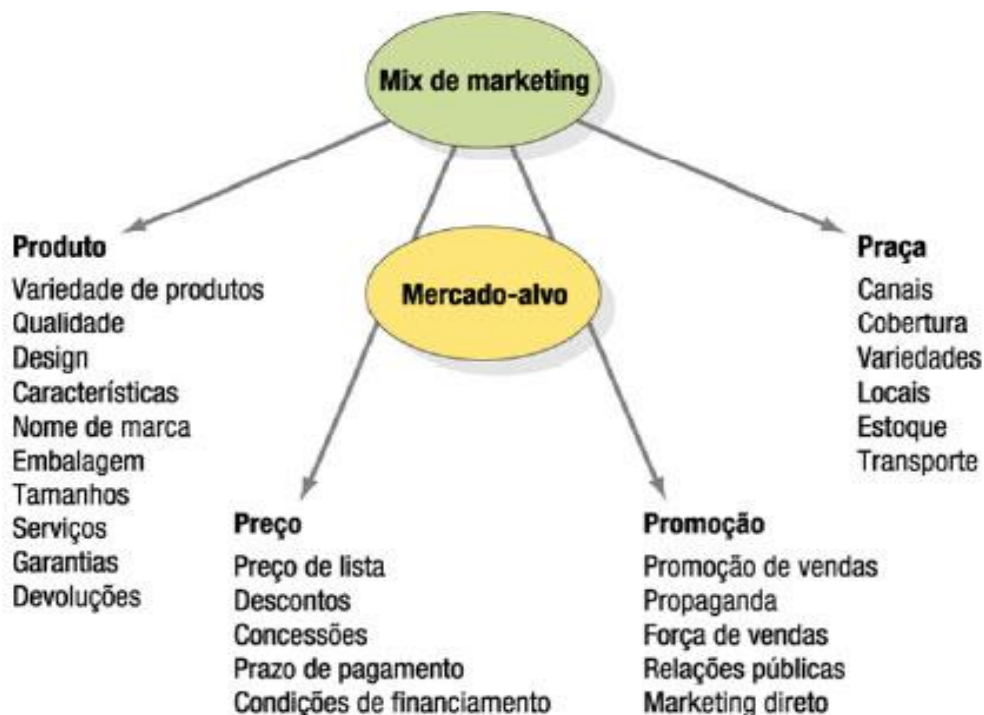 Mix de marketing
Mercado-alvo
Produto
Variedade de produtos
Qualidade
Design
Características
Nome de marca
Embalagem
Tamanhos
Serviços
Garantias
Devoluções
Preço
Preço de lista
Descontos
Concessões
Prazo de pagamento
Condições de financiamento
Promoção
Promoção de vendas
Propaganda
Força de vendas
Relações públicas
Marketing direto
Praça
Canais
Cobertura
Variedades
Locais
Estoque
Transporte